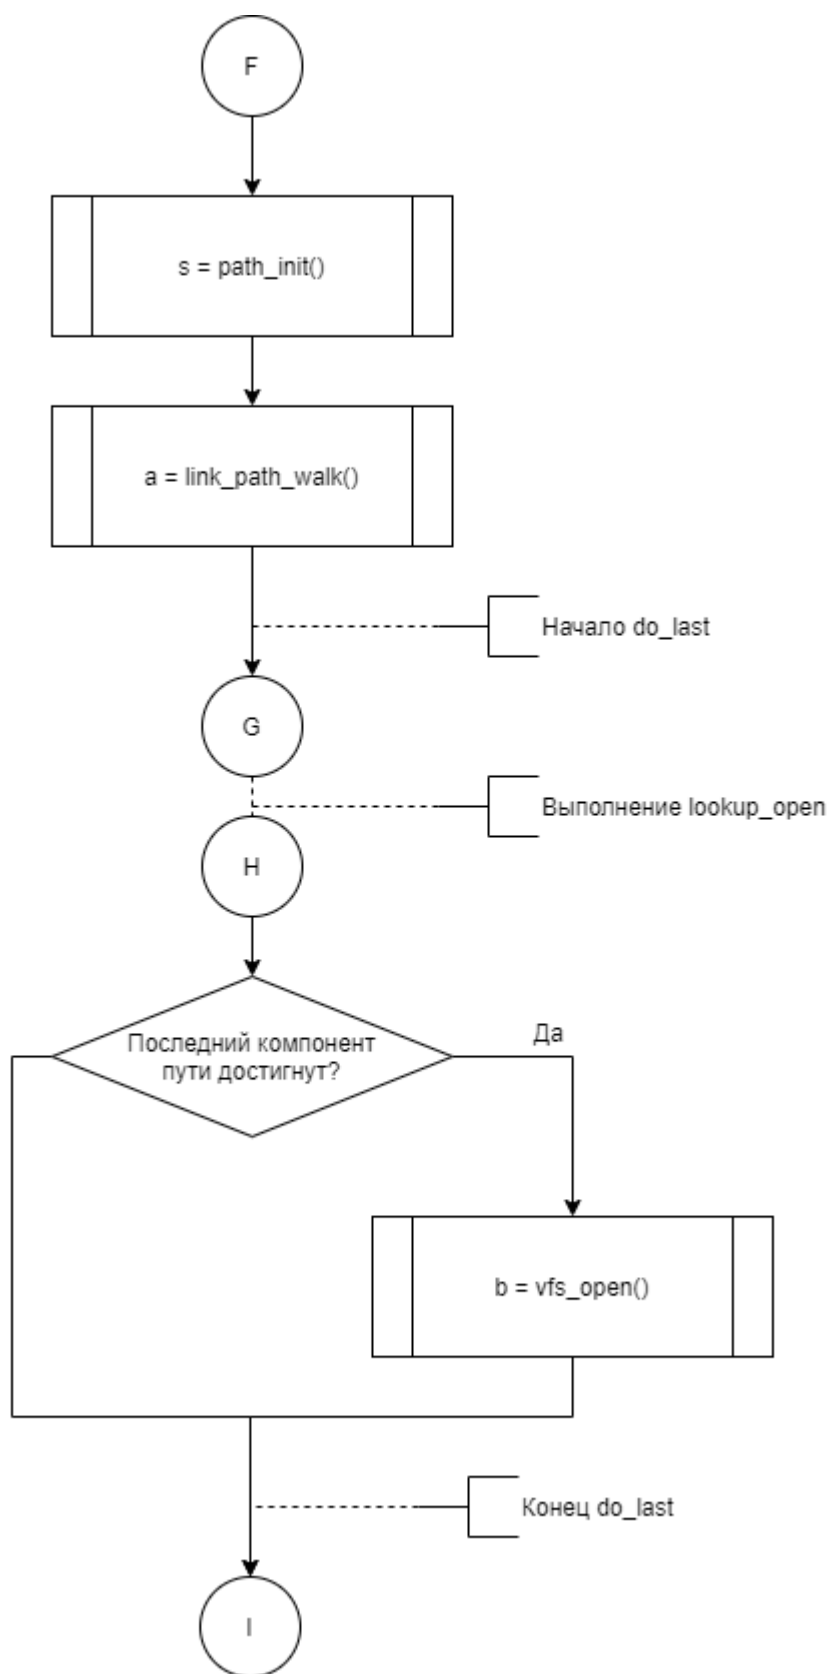 F
s = path_init()
a = link_path_walk()
Начало do_last
G
Выполнение lookup_open
H
Последний компонент
пути достигнут?
Да
b = vfs_open()
Конец do_last
I